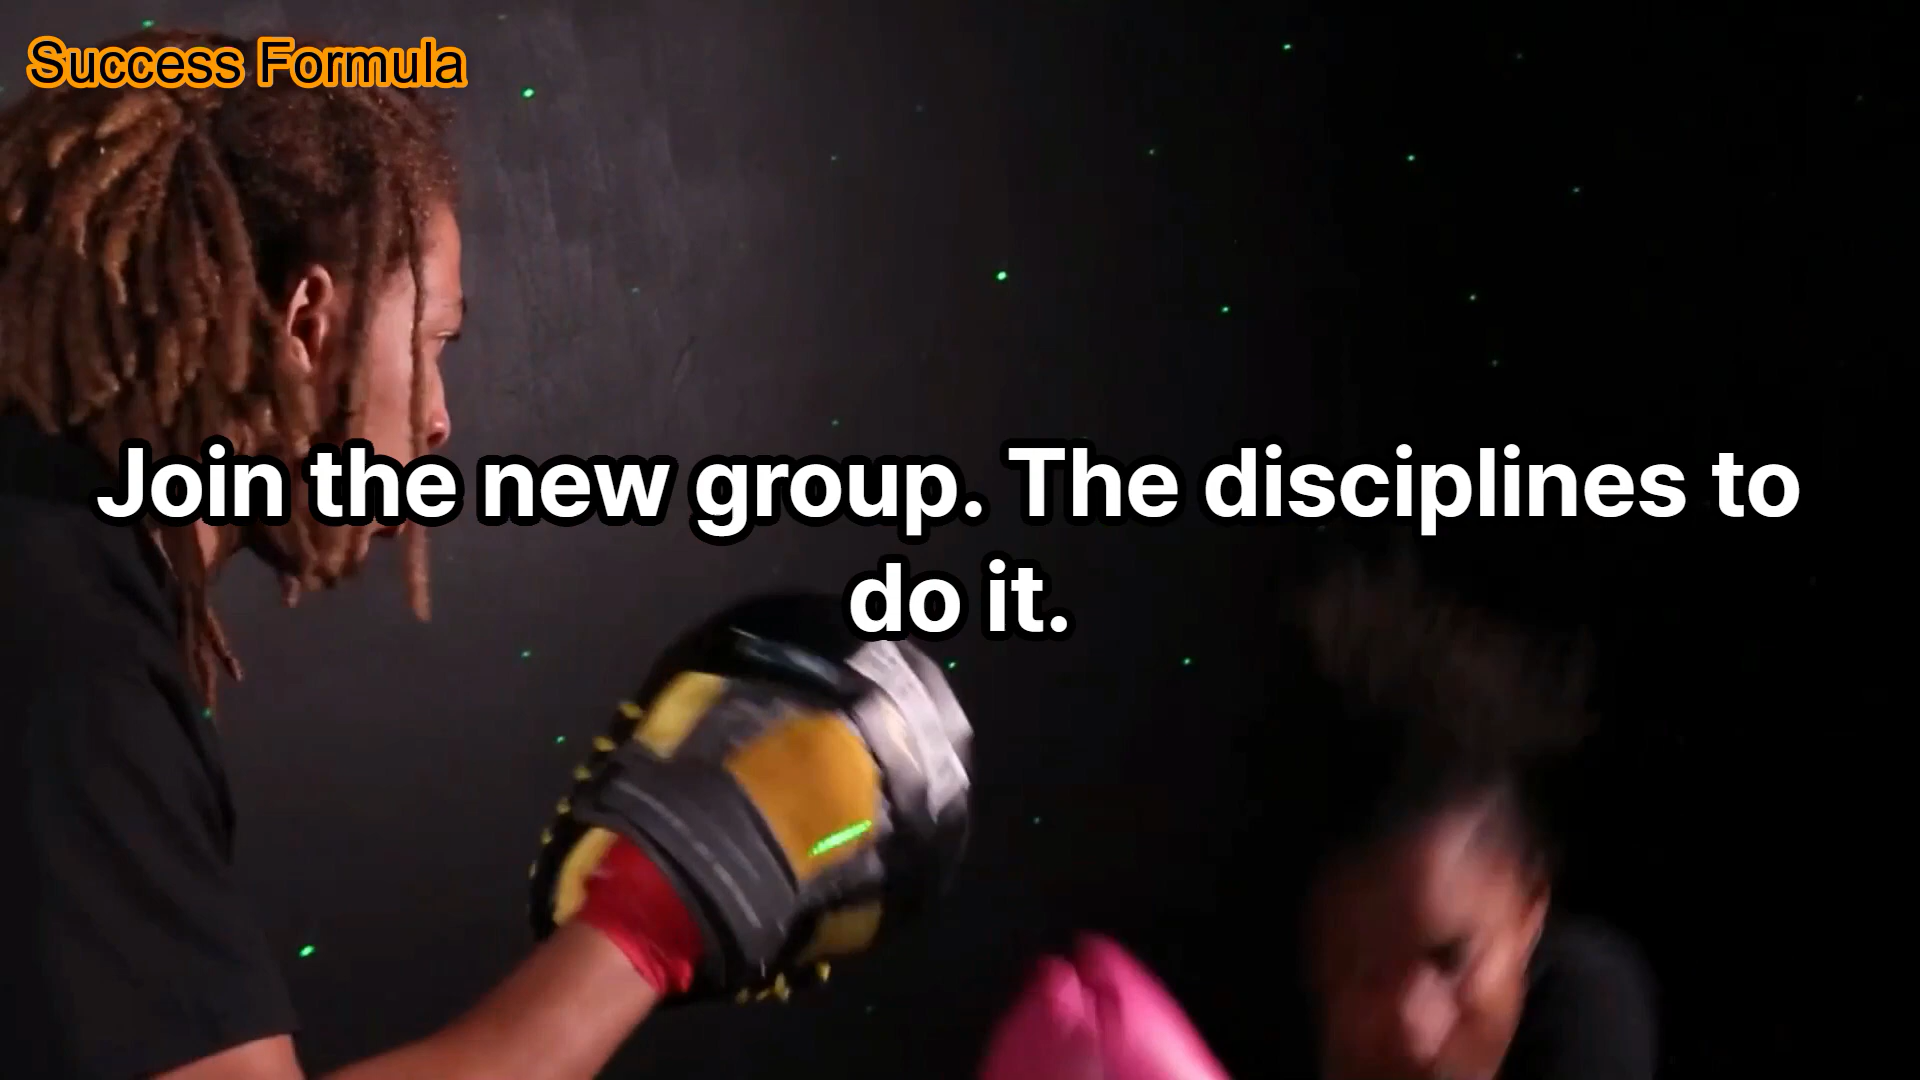 Success Formula
Join the new group. The disciplines to
do it.